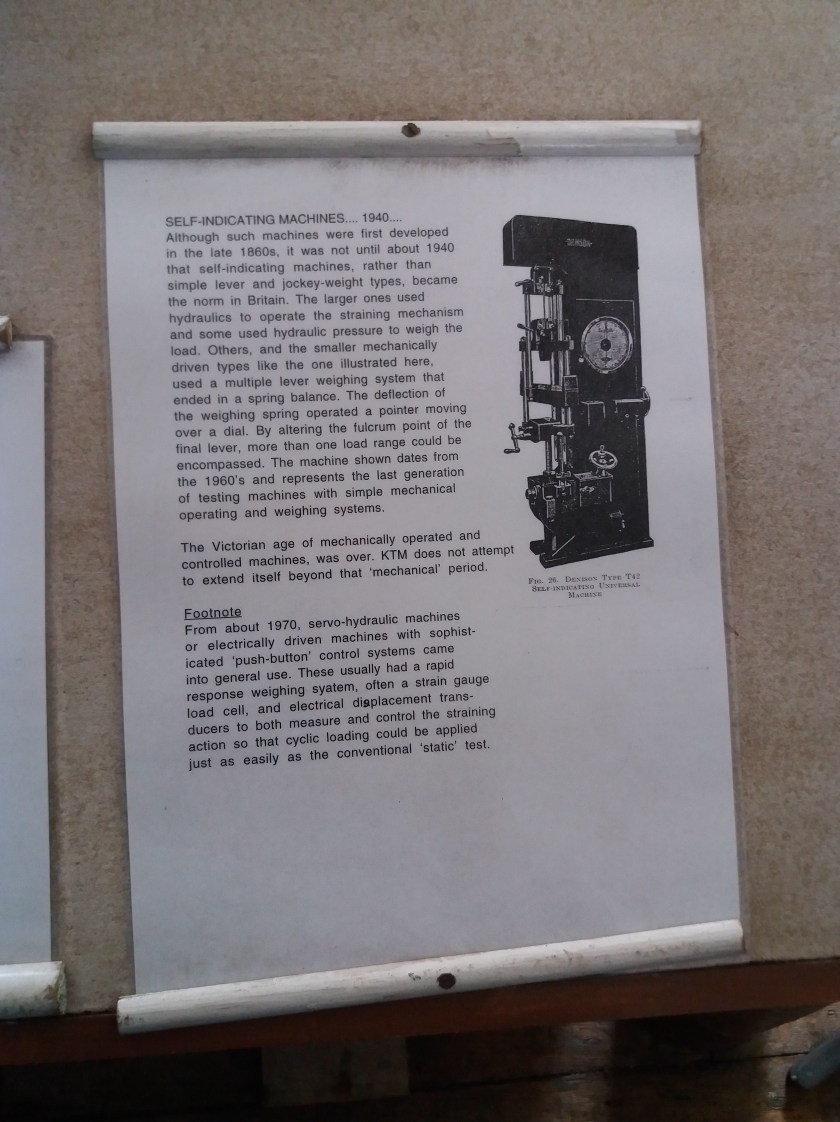 SELF-INDICATING MACHINES.... 1940....
Although such machines were first developed
in the late 1860s, it was not until about 1940
that self-indicating machines, rather than
simple lever and jockey-weight types, became
the norm in Britain. The larger ones used
hydraulics to operate the straining mechanism
and some used hydraulic pressure to weigh the
load. Others, and the smaller mechanically
driven types like the one illustrated here,
used a multiple lever weighing system that
ended in a spring balance. The deflection of
the weighing spring operated a pointer moving
over a dial. By altering the fulcrum point of the
final lever, more than one load range could be
encompassed. The machine shown dates from
the 1960's and represents the last generation
of testing machines with simple mechanical
operating and weighing systems.
The Victorian age of mechanically operated and
controlled machines, was over. KTM does not attempt
to extend itself beyond that 'mechanical' period.
Footnote
From about 1970, servo-hydraulic machines
or electrically driven machines with sophist-
icated 'push-button' control systems came
into general use. These usually had a rapid
response weighing syatem, often a strain gauge
load cell, and electrical displacement trans-
ducers to both measure and control the straining
action so that cyclic loading could be applied
just as easily as the conventional 'static' test.
DENISON
Fig. 26. Denison Type T42
Self-indicating Universal
Machine